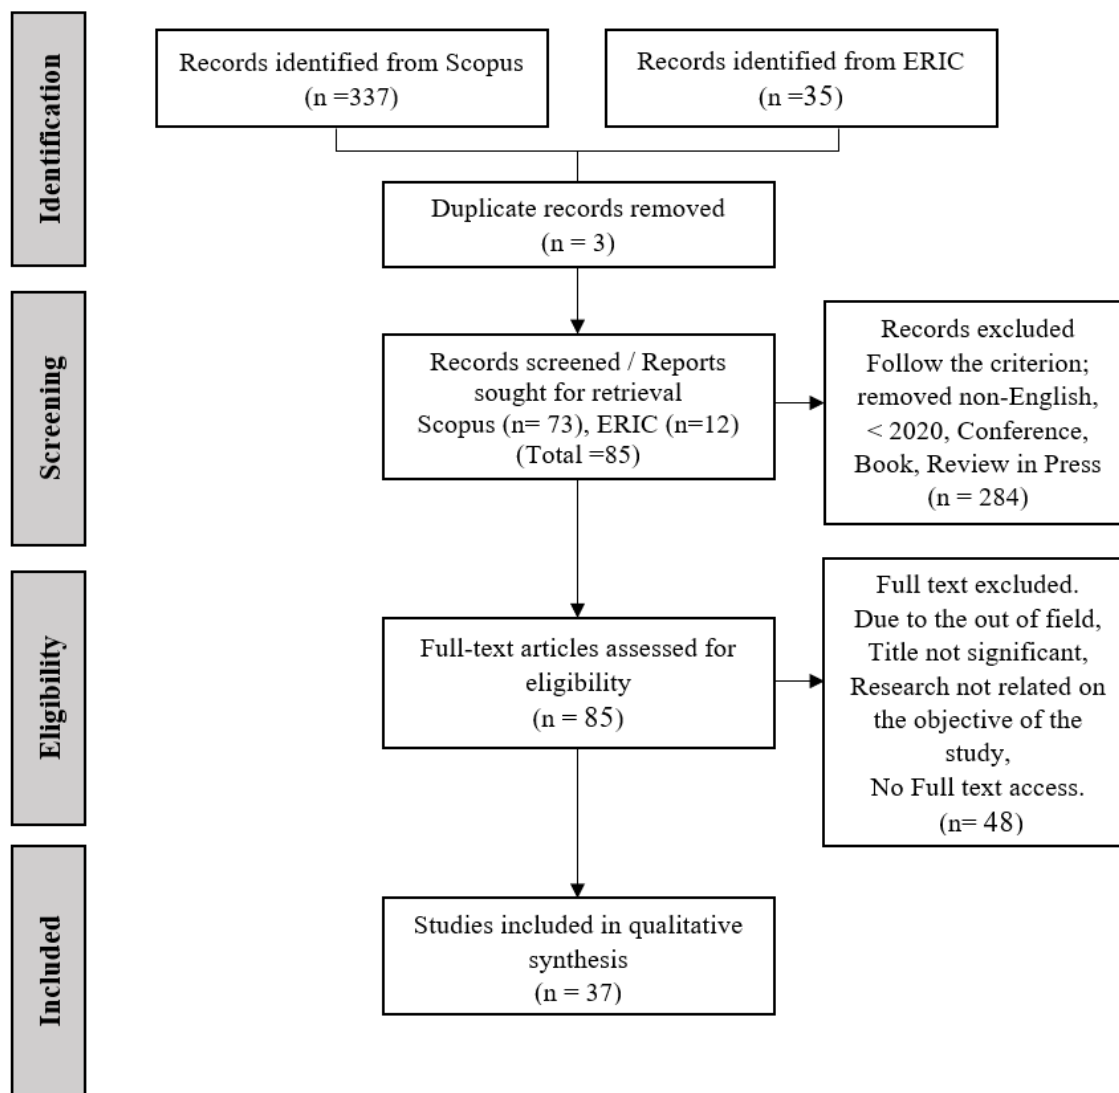 Identification
Records identified from Scopus
(n =337)
Records identified from ERIC
(n =35)
Duplicate records removed
(n = 3)
Screening
Records screened / Reports
sought for retrieval
Scopus (n= 73), ERIC (n=12)
(Total =85)
Records excluded
Follow the criterion;
removed non-English,
< 2020, Conference,
Book, Review in Press
(n = 284)
Eligibility
Full-text articles assessed for
eligibility
(n = 85)
Full text excluded.
Due to the out of field,
Title not significant,
Research not related on
the objective of the
study,
No Full text access.
(n= 48)
Included
Studies included in qualitative
synthesis
(n = 37)